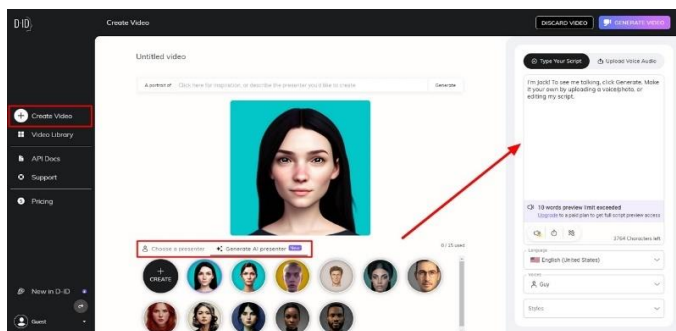 D-ID
Create Video
DISCARD VIDEO
GENERATE VIDEO
Create Video
Video Library
API Docs
Support
Pricing
New in D-ID
Guest
Untitled video
A portrait of
Click here for inspiration, or describe the presenter you'd like to create
Generate
Choose a presenter
Generate AI presenter
0 / 15 used
+
CREATE
Type Your Script
Upload Voice Audio
I'm Jack! To see me talking, click Generate. Make
it your own by uploading a voice/photo, or
editing my script.
10 words preview limit exceeded
Upgrade to a paid plan to get full script preview access
3764 Characters left
Language
English (United States)
Voices
Guy
Styles